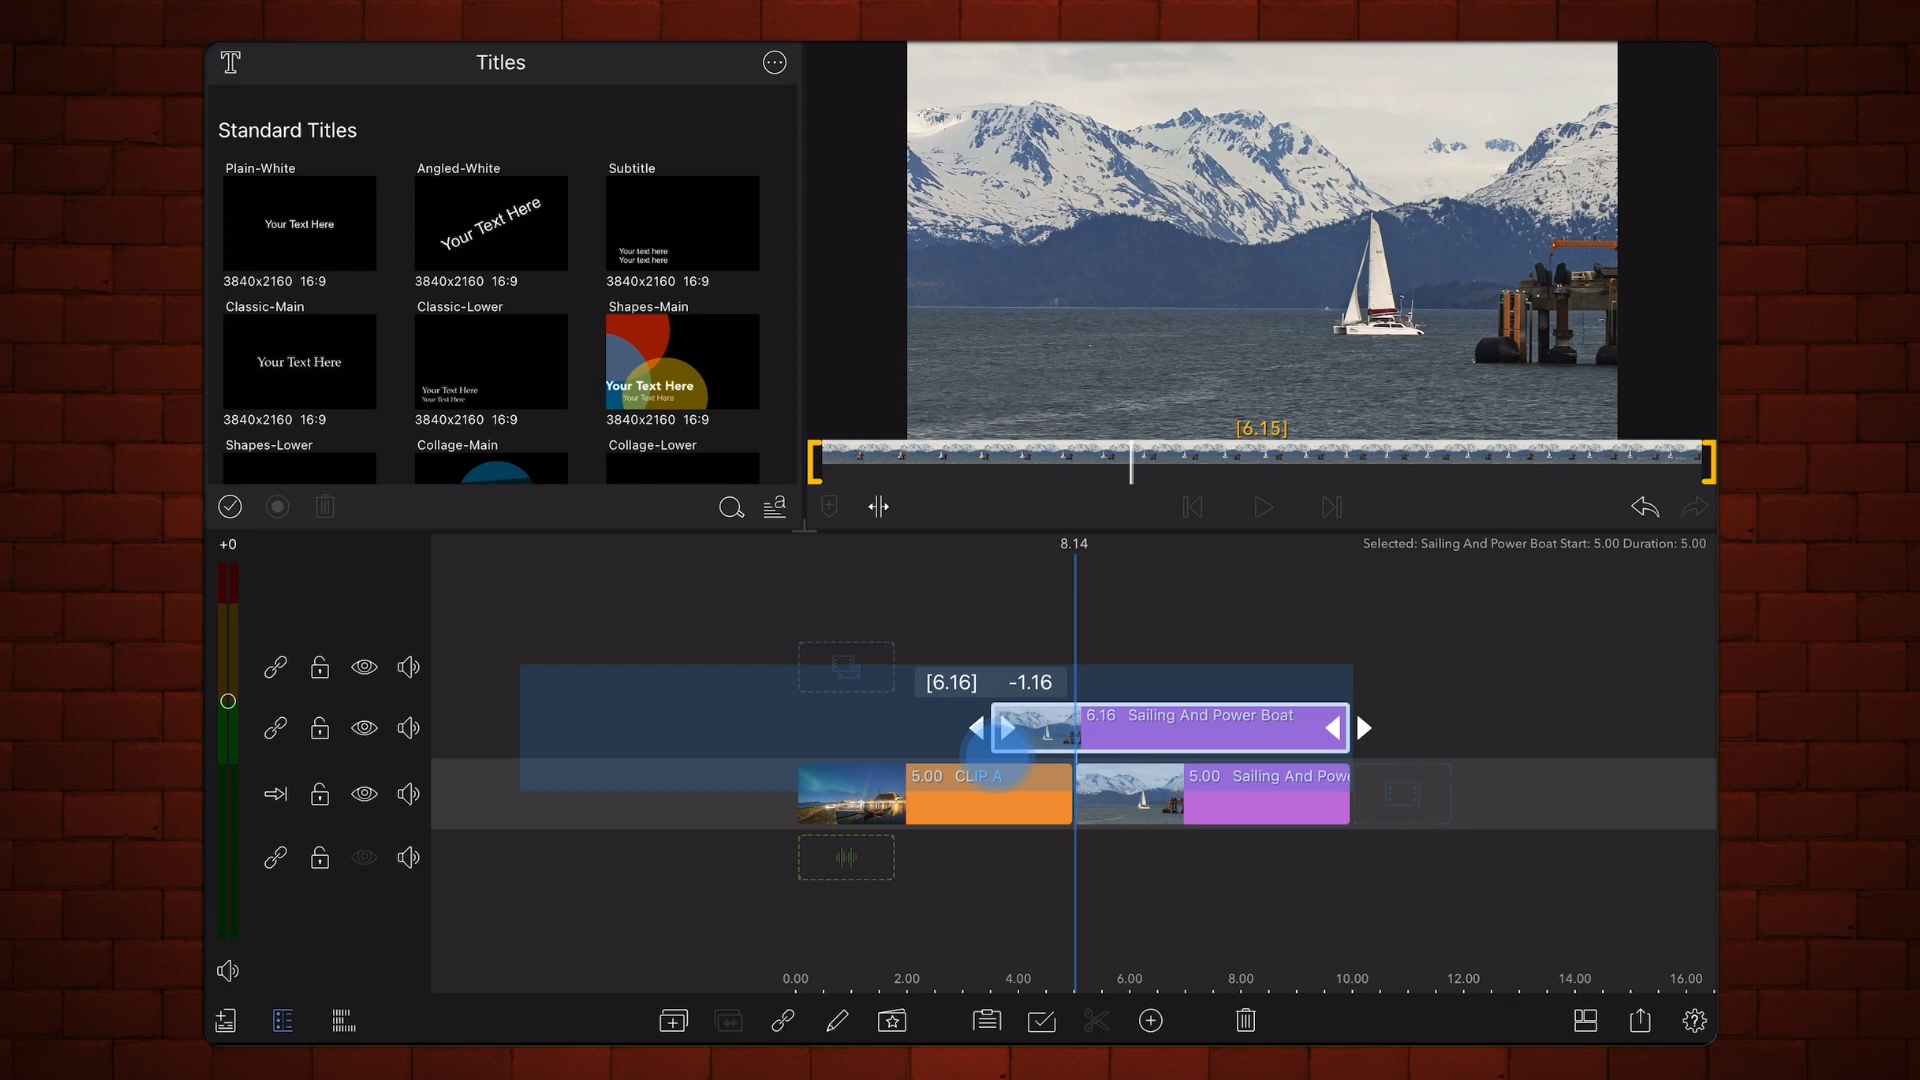 Titles
Standard Titles
Plain-White
Angled-White
Subtitle
Your Text Here
Your Text Here
Your text here
Your text here
3840x2160 16:9
3840x2160 16:9
3840x2160 16:9
Classic-Main
Classic-Lower
Shapes-Main
Your Text Here
Your Text Here
Your Text Here
Your Text Here
Your Text Here
3840x2160 16:9
3840x2160 16:9
3840x2160 16:9
Shapes-Lower
Collage-Main
Collage-Lower
[6.15]
+0
8.14
Selected: Sailing And Power Boat Start: 5.00 Duration: 5.00
[6.16] -1.16
6.16 Sailing And Power Boat
5.00 CLIP A
5.00 Sailing And Powe
0.00 2.00 4.00 6.00 8.00 10.00 12.00 14.00 16.00